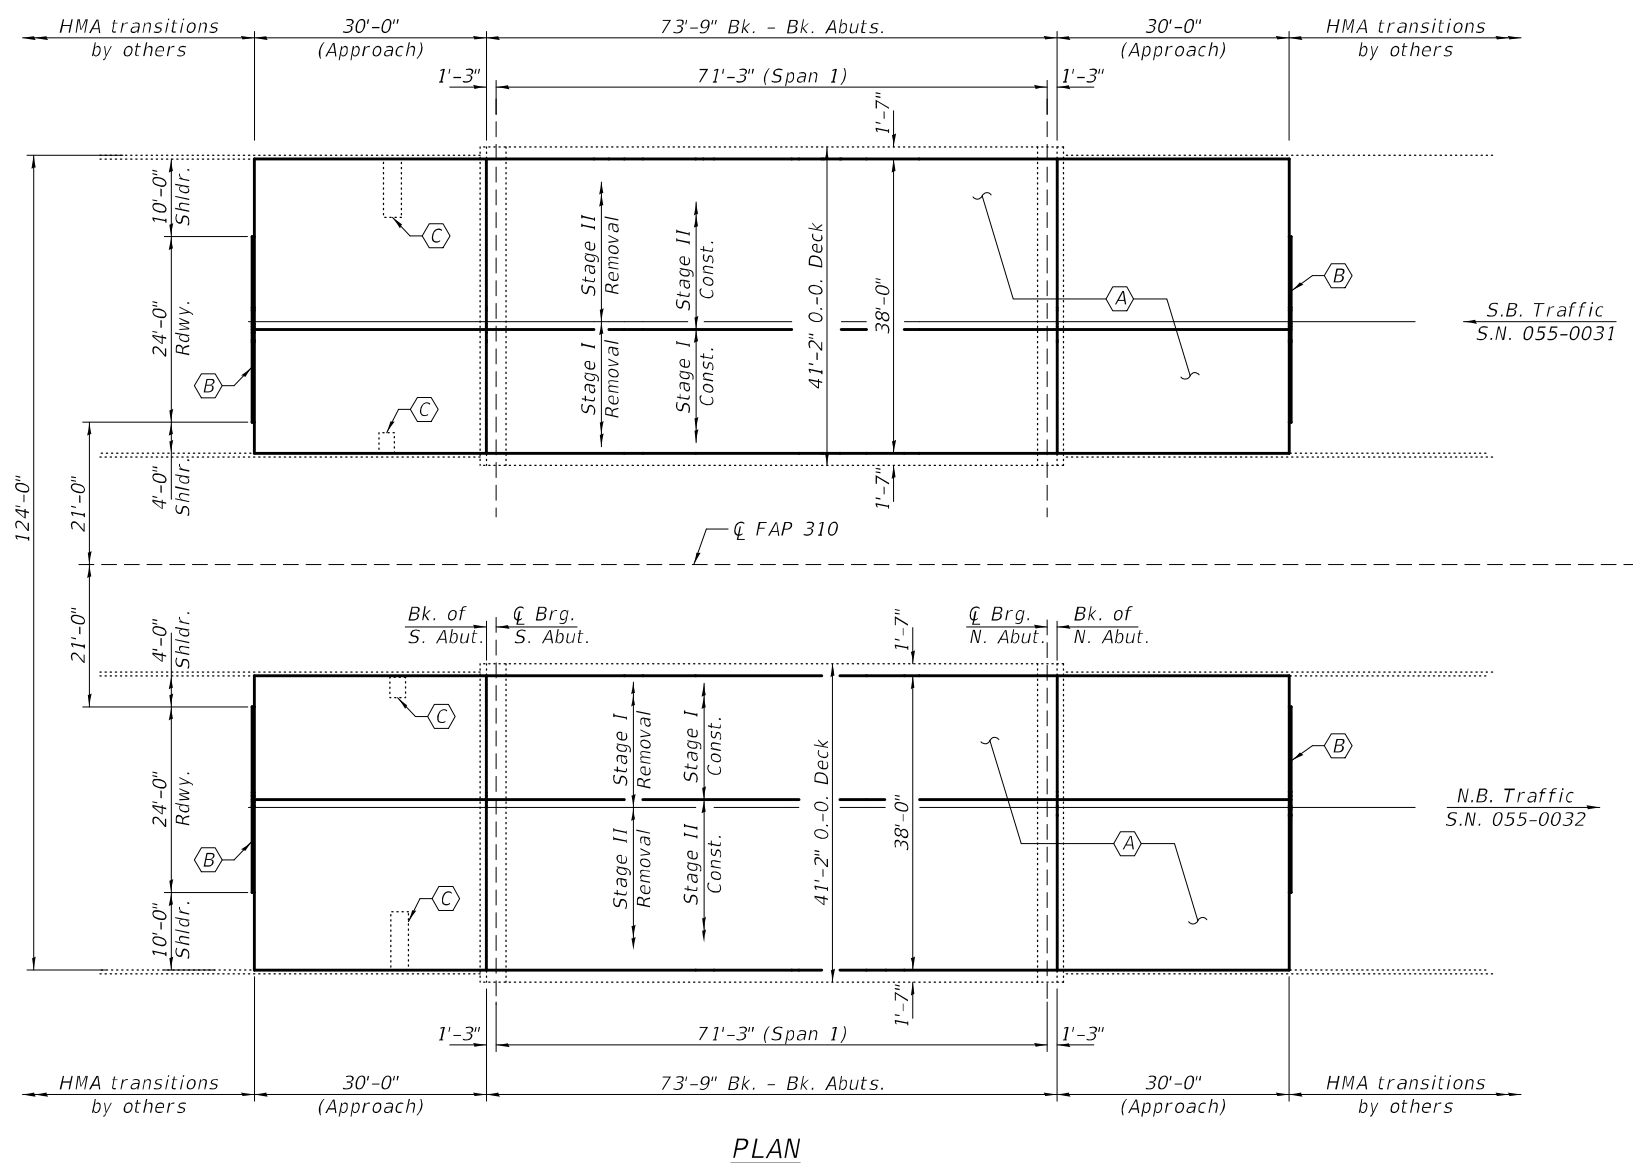 HMA transitions
by others
30'-0"
(Approach)
73'-9" Bk. - Bk. Abuts.
30'-0"
(Approach)
HMA transitions
by others
1'-3"
71'-3" (Span 1)
1'-3"
1'-7"
10'-0"
Shldr.
C
Stage II
Removal
Stage II
Const.
41'-2" O.-O. Deck
38'-0"
A
B
S.B. Traffic
S.N. 055-0031
24'-0"
Rdwy.
B
Stage I
Removal
Stage I
Const.
C
4'-0"
Shldr.
1'-7"
124'-0"
21'-0"
℄ FAP 310
21'-0"
Bk. of
S. Abut.
℄ Brg.
S. Abut.
℄ Brg.
N. Abut.
Bk. of
N. Abut.
1'-7"
4'-0"
Shldr.
C
Stage I
Removal
Stage I
Const.
41'-2" O.-O. Deck
38'-0"
B
N.B. Traffic
S.N. 055-0032
24'-0"
Rdwy.
B
Stage II
Removal
Stage II
Const.
A
C
10'-0"
Shldr.
1'-7"
1'-3"
71'-3" (Span 1)
1'-3"
HMA transitions
by others
30'-0"
(Approach)
73'-9" Bk. - Bk. Abuts.
30'-0"
(Approach)
HMA transitions
by others
PLAN